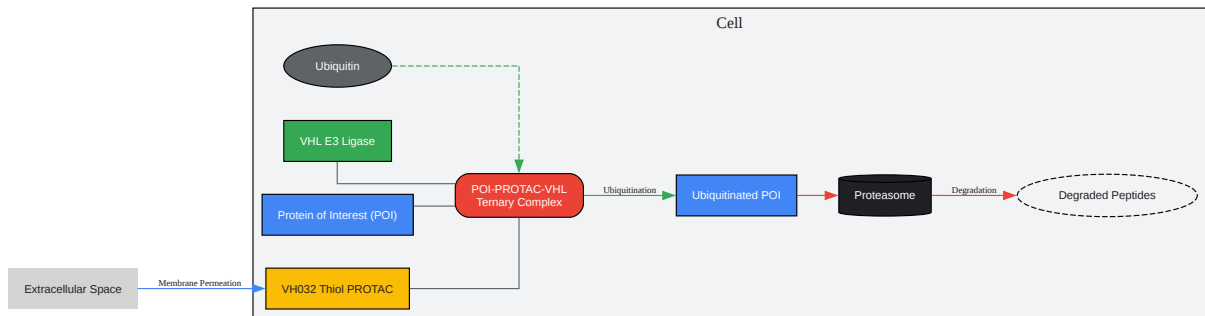 Cell
Ubiquitin
VHL E3 Ligase
POI-PROTAC-VHL
Ternary Complex
Ubiquitination
Ubiquitinated POI
Proteasome
Degradation
Degraded Peptides
Protein of Interest (POI)
Extracellular Space
Membrane Permeation
VH032 Thiol PROTAC